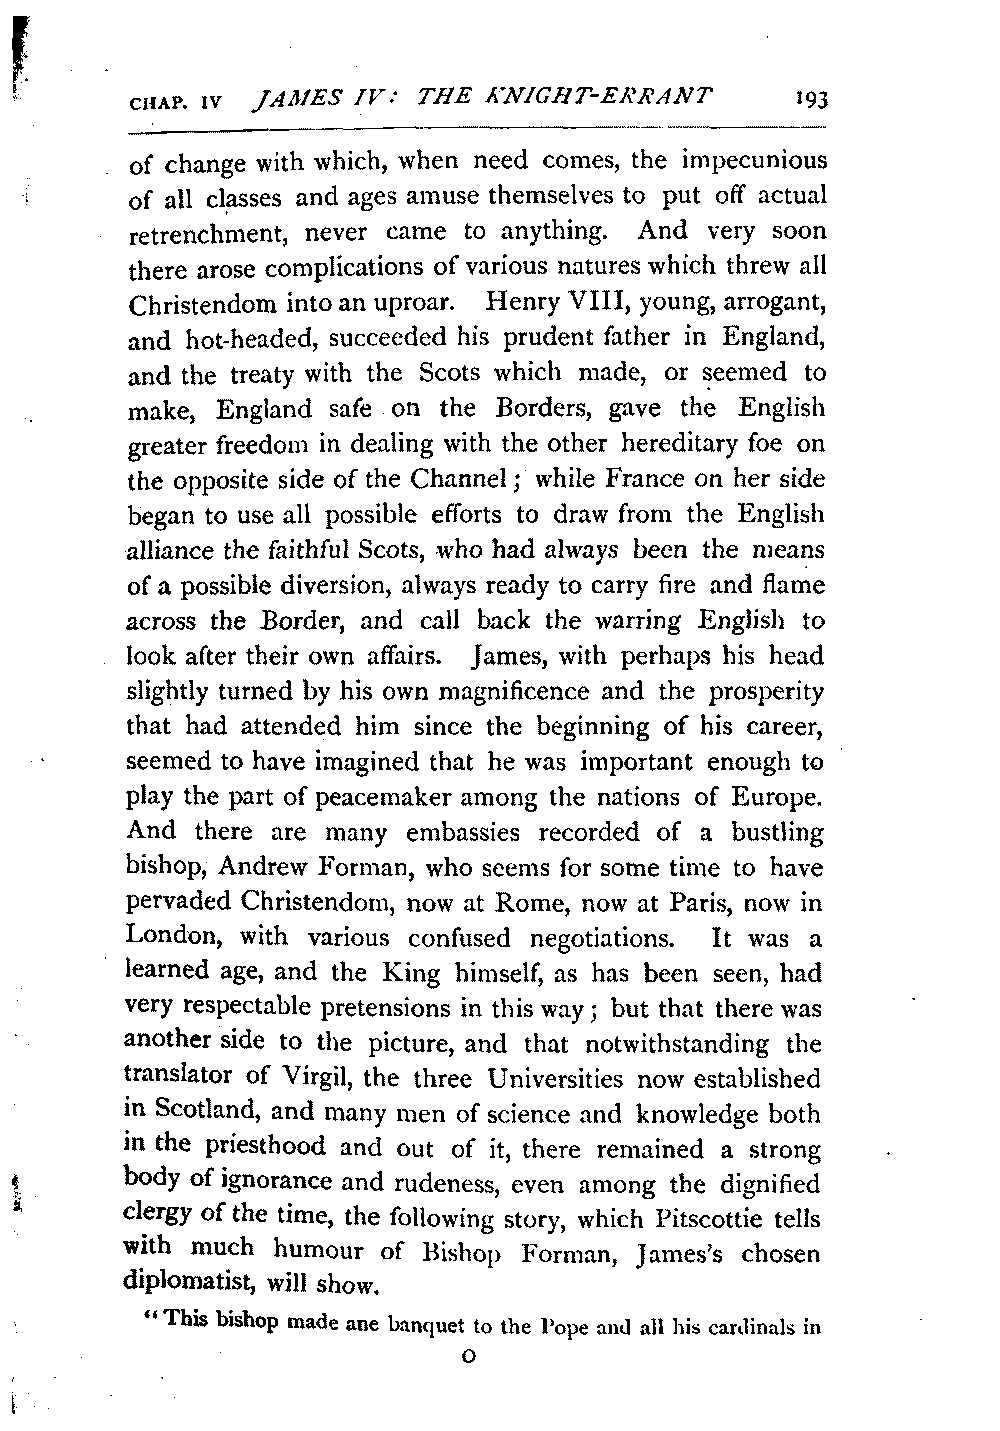 CHAP. IV JAMES IV: THE KNIGHT-ERRANT 193
of change with which, when need comes, the impecunious
of all classes and ages amuse themselves to put off actual
retrenchment, never came to anything. And very soon
there arose complications of various natures which threw all
Christendom into an uproar. Henry VIII, young, arrogant,
and hot-headed, succeeded his prudent father in England,
and the treaty with the Scots which made, or seemed to
make, England safe on the Borders, gave the English
greater freedom in dealing with the other hereditary foe on
the opposite side of the Channel; while France on her side
began to use all possible efforts to draw from the English
alliance the faithful Scots, who had always been the means
of a possible diversion, always ready to carry fire and flame
across the Border, and call back the warring English to
look after their own affairs. James, with perhaps his head
slightly turned by his own magnificence and the prosperity
that had attended him since the beginning of his career,
seemed to have imagined that he was important enough to
play the part of peacemaker among the nations of Europe.
And there are many embassies recorded of a bustling
bishop, Andrew Forman, who seems for some time to have
pervaded Christendom, now at Rome, now at Paris, now in
London, with various confused negotiations. It was a
learned age, and the King himself, as has been seen, had
very respectable pretensions in this way; but that there was
another side to the picture, and that notwithstanding the
translator of Virgil, the three Universities now established
in Scotland, and many men of science and knowledge both
in the priesthood and out of it, there remained a strong
body of ignorance and rudeness, even among the dignified
clergy of the time, the following story, which Pitscottie tells
with much humour of Bishop Forman, James's chosen
diplomatist, will show.
"This bishop made ane banquet to the Pope and all his cardinals in
O